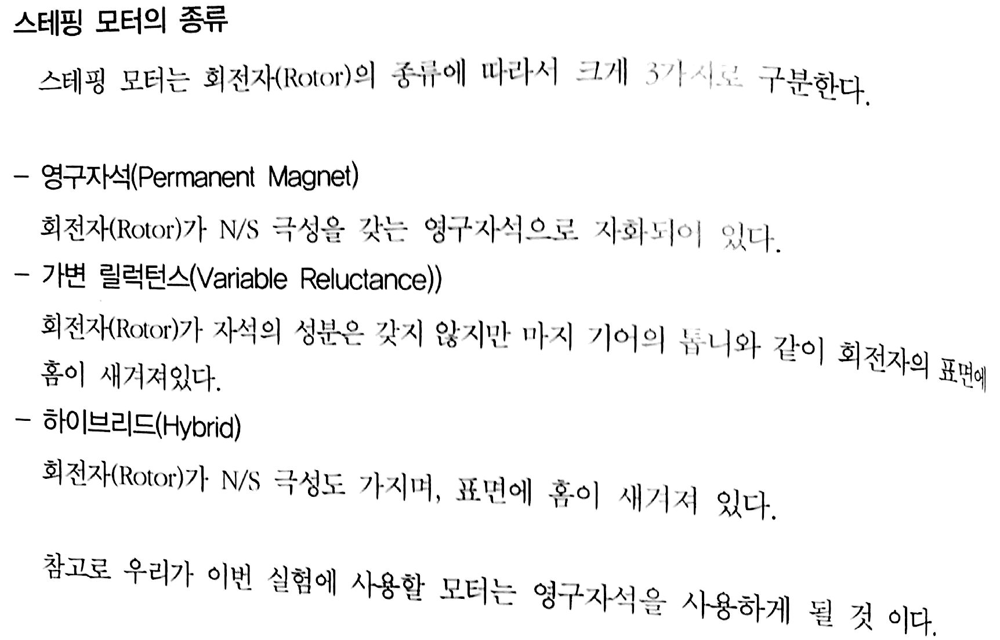 스테핑 모터의 종류
스테핑 모터는 회전자(Rotor)의 종류에 따라서 크게 3가지로 구분한다.
- 영구자석(Permanent Magnet)
회전자(Rotor)가 N/S 극성을 갖는 영구자석으로 자화되어 있다.
- 가변 릴럭턴스(Variable Reluctance))
회전자(Rotor)가 자석의 성분은 갖지 않지만 마지 기어의 톱니와 같이 회전자의 표면에
홈이 새겨져있다.
- 하이브리드(Hybrid)
회전자(Rotor)가 N/S 극성도 가지며, 표면에 홈이 새겨져 있다.
참고로 우리가 이번 실험에 사용할 모터는 영구자석을 사용하게 될 것 이다.